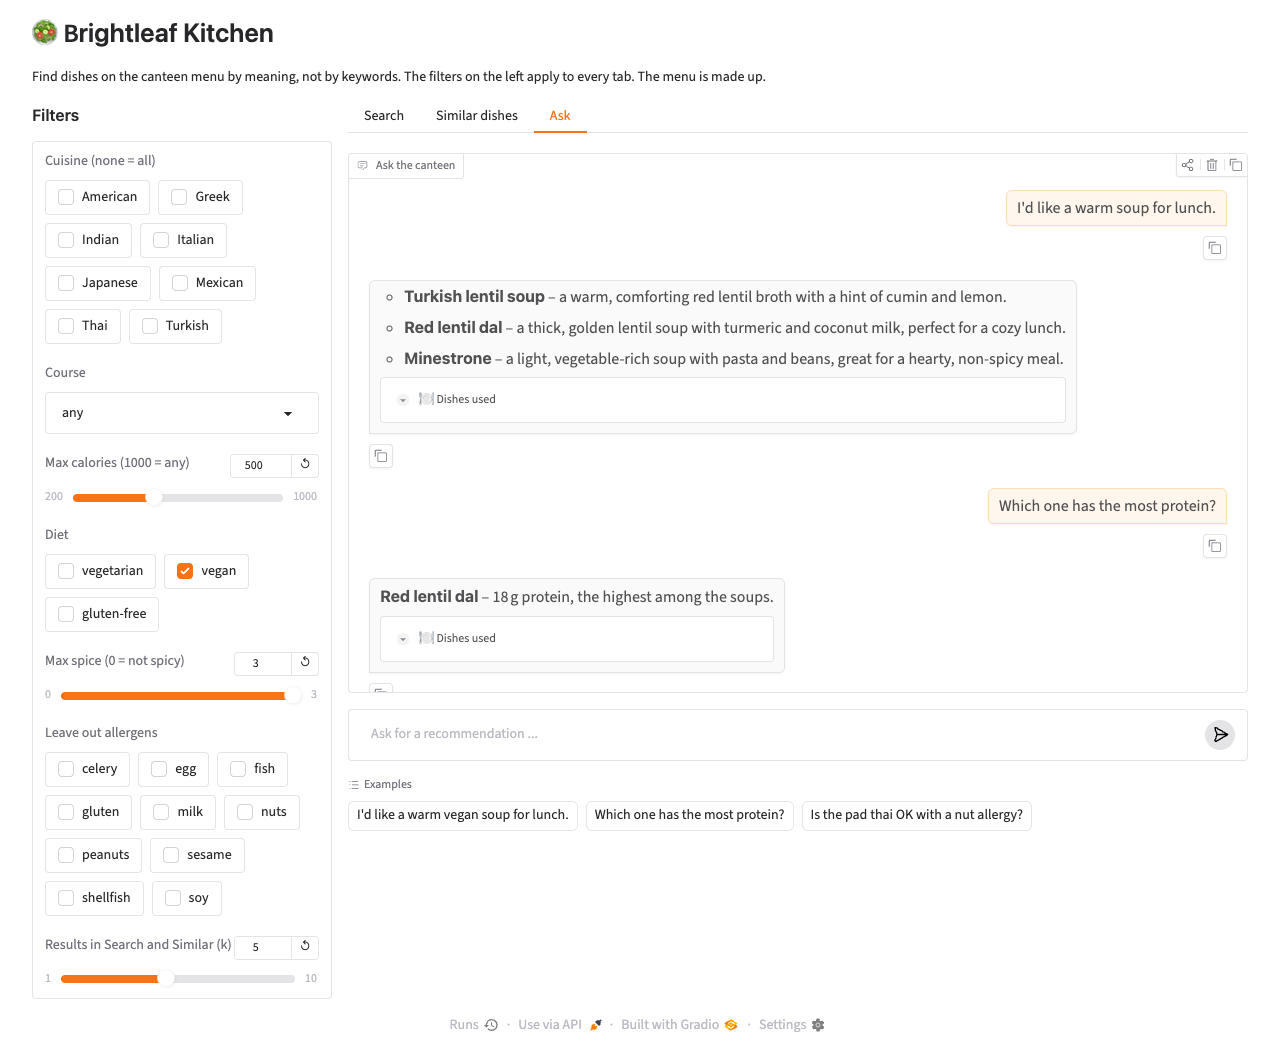 Brightleaf Kitchen
Find dishes on the canteen menu by meaning, not by keywords. The filters on the left apply to every tab. The menu is made up.
Filters
Cuisine (none = all)
American
Greek
Indian
Italian
Japanese
Mexican
Thai
Turkish
Course
any
Max calories (1000 = any)
500
200
1000
Diet
vegetarian
vegan
gluten-free
Max spice (0 = not spicy)
3
0
3
Leave out allergens
celery
egg
fish
gluten
milk
nuts
peanuts
sesame
shellfish
soy
Results in Search and Similar (k)
5
1
10
Search
Similar dishes
Ask
Ask the canteen
I'd like a warm soup for lunch.
Turkish lentil soup – a warm, comforting red lentil broth with a hint of cumin and lemon.
Red lentil dal – a thick, golden lentil soup with turmeric and coconut milk, perfect for a cozy lunch.
Minestrone – a light, vegetable-rich soup with pasta and beans, great for a hearty, non-spicy meal.
Dishes used
Which one has the most protein?
Red lentil dal – 18 g protein, the highest among the soups.
Dishes used
Ask for a recommendation ...
Examples
I'd like a warm vegan soup for lunch.
Which one has the most protein?
Is the pad thai OK with a nut allergy?
Runs · Use via API · Built with Gradio · Settings